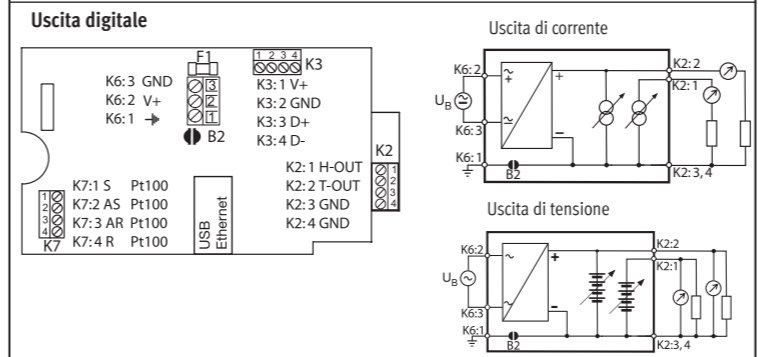 Uscita digitale
F1
K6:3 GND
K6:2 V+
K6:1
3
2
1
B2
1 2 3 4
K3
K3:1 V+
K3:2 GND
K3:3 D+
K3:4 D-
K2
K2:1 H-OUT
K2:2 T-OUT
K2:3 GND
K2:4 GND
1
2
3
4
K7:1 S Pt100
K7:2 AS Pt100
K7:3 AR Pt100
K7:4 R Pt100
1
2
3
4
K7
USB
Ethernet
Uscita di corrente
K6:2
UB
K6:3
K6:1
B2
+
−
K2:2
K2:1
K2:3, 4
Uscita di tensione
K6:2
UB
K6:3
K6:1
B2
+
−
K2:2
K2:1
K2:3, 4